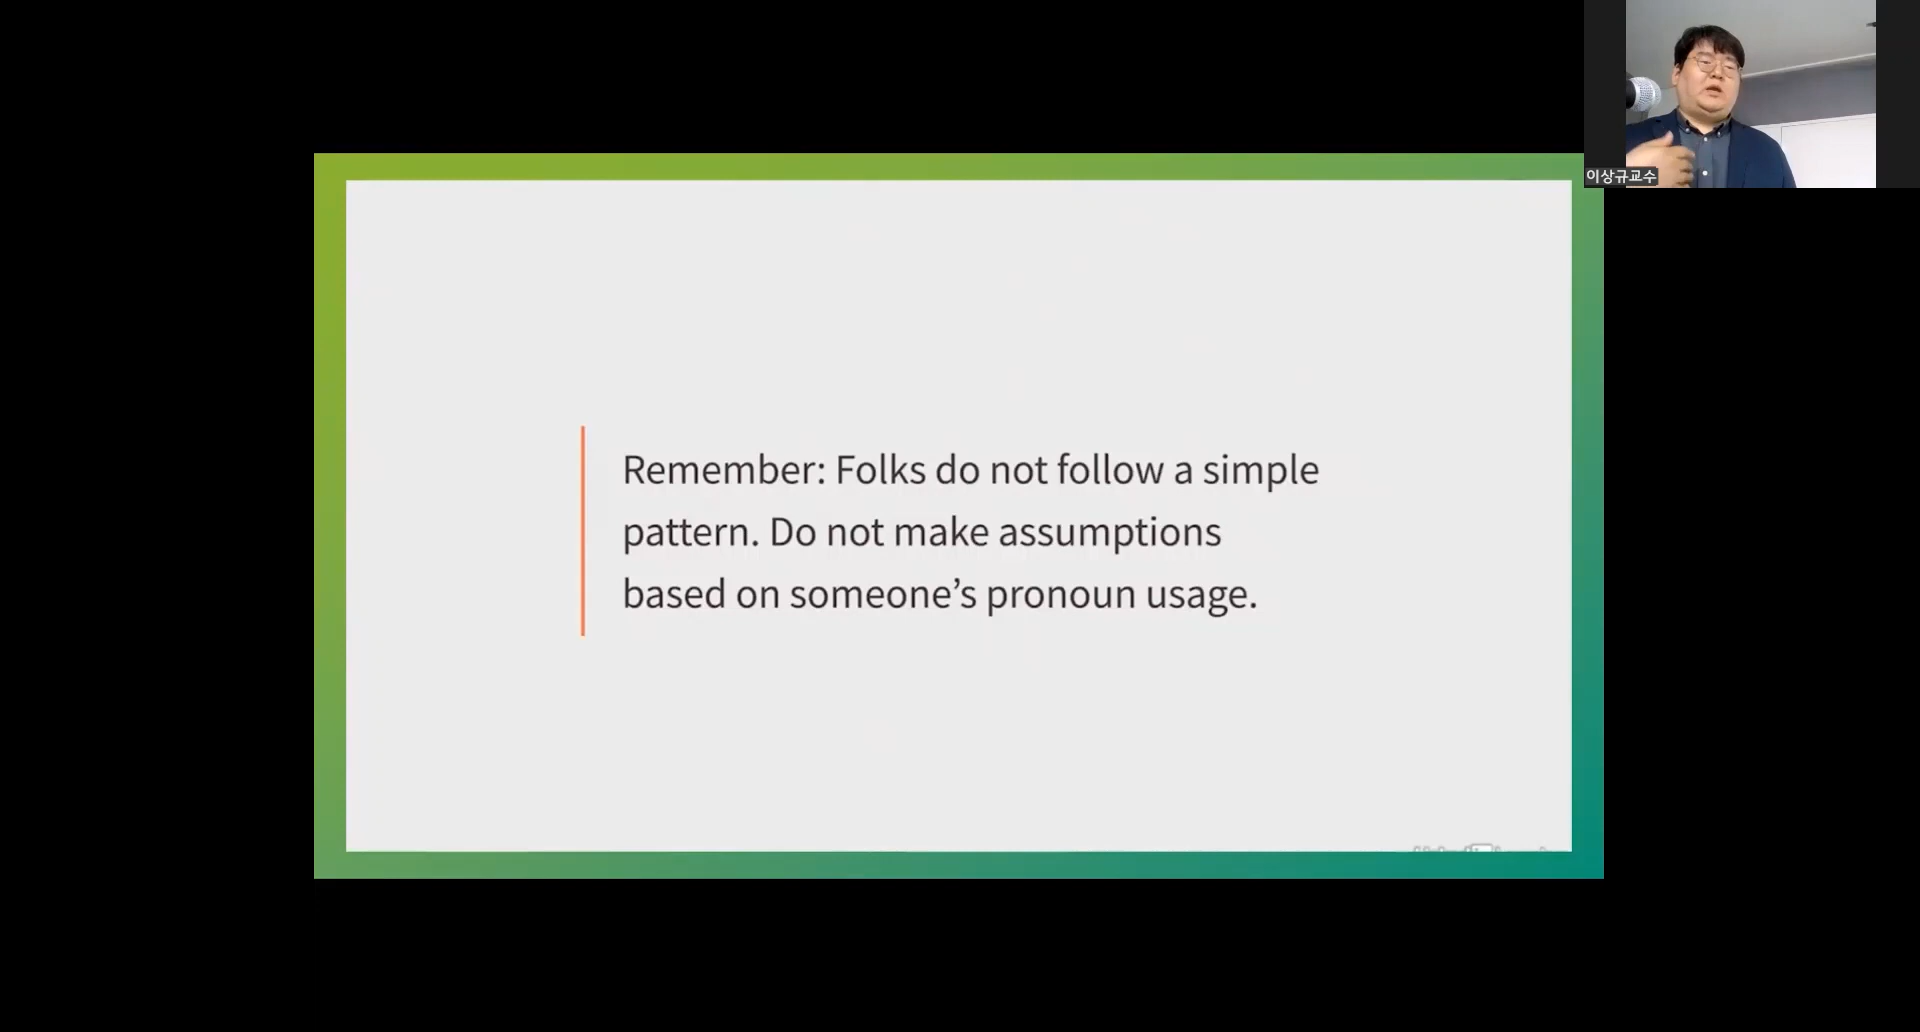 이상규교수
Remember: Folks do not follow a simple
pattern. Do not make assumptions
based on someone’s pronoun usage.